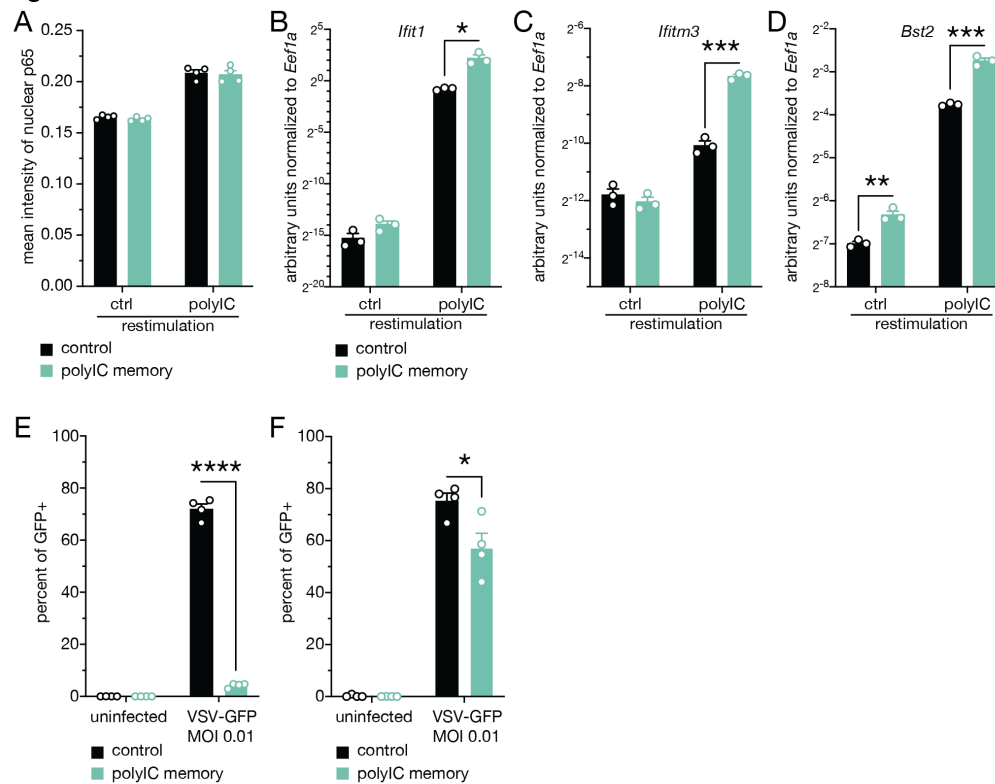 A
mean intensity of nuclear p65
0.25
0.20
0.15
0.10
0.05
0.00
ctrl
polyIC
restimulation
control
polyIC memory
B
Ifit1
arbitrary units normalized to Eef1a
2^5
2^0
2^-5
2^-10
2^-15
2^-20
*
ctrl
polyIC
restimulation
control
polyIC memory
C
Ifitm3
arbitrary units normalized to Eef1a
2^-6
2^-8
2^-10
2^-12
2^-14
***
ctrl
polyIC
restimulation
D
Bst2
arbitrary units normalized to Eef1a
2^-2
2^-3
2^-4
2^-5
2^-6
2^-7
2^-8
**
***
ctrl
polyIC
restimulation
E
percent of GFP+
100
80
60
40
20
0
****
uninfected
VSV-GFP
MOI 0.01
control
polyIC memory
F
percent of GFP+
100
80
60
40
20
0
*
uninfected
VSV-GFP
MOI 0.01
control
polyIC memory